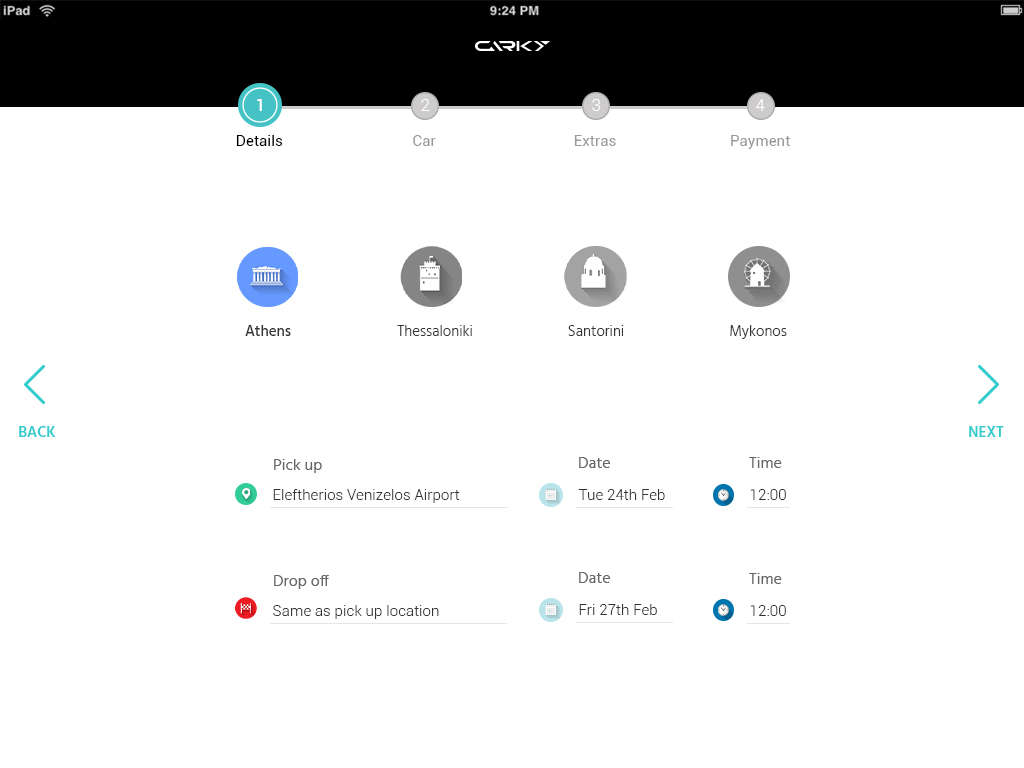 iPad 9:24 PM
CARKY
1 2 3 4
Details Car Extras Payment
Athens Thessaloniki Santorini Mykonos
BACK NEXT
Pick up Date Time
Eleftherios Venizelos Airport Tue 24th Feb 12:00
Drop off Date Time
Same as pick up location Fri 27th Feb 12:00